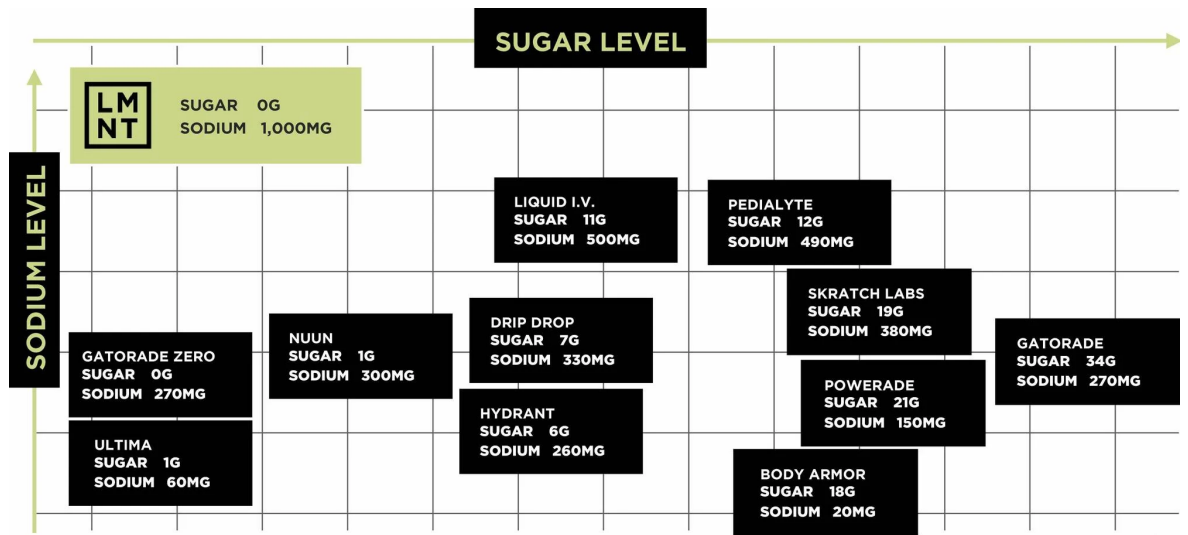 SUGAR LEVEL
SODIUM LEVEL
LM
NT
SUGAR 0G
SODIUM 1,000MG
LIQUID I.V.
SUGAR 11G
SODIUM 500MG
PEDIALYTE
SUGAR 12G
SODIUM 490MG
SKRATCH LABS
SUGAR 19G
SODIUM 380MG
GATORADE ZERO
SUGAR 0G
SODIUM 270MG
NUUN
SUGAR 1G
SODIUM 300MG
DRIP DROP
SUGAR 7G
SODIUM 330MG
GATORADE
SUGAR 34G
SODIUM 270MG
POWERADE
SUGAR 21G
SODIUM 150MG
HYDRANT
SUGAR 6G
SODIUM 260MG
ULTIMA
SUGAR 1G
SODIUM 60MG
BODY ARMOR
SUGAR 18G
SODIUM 20MG